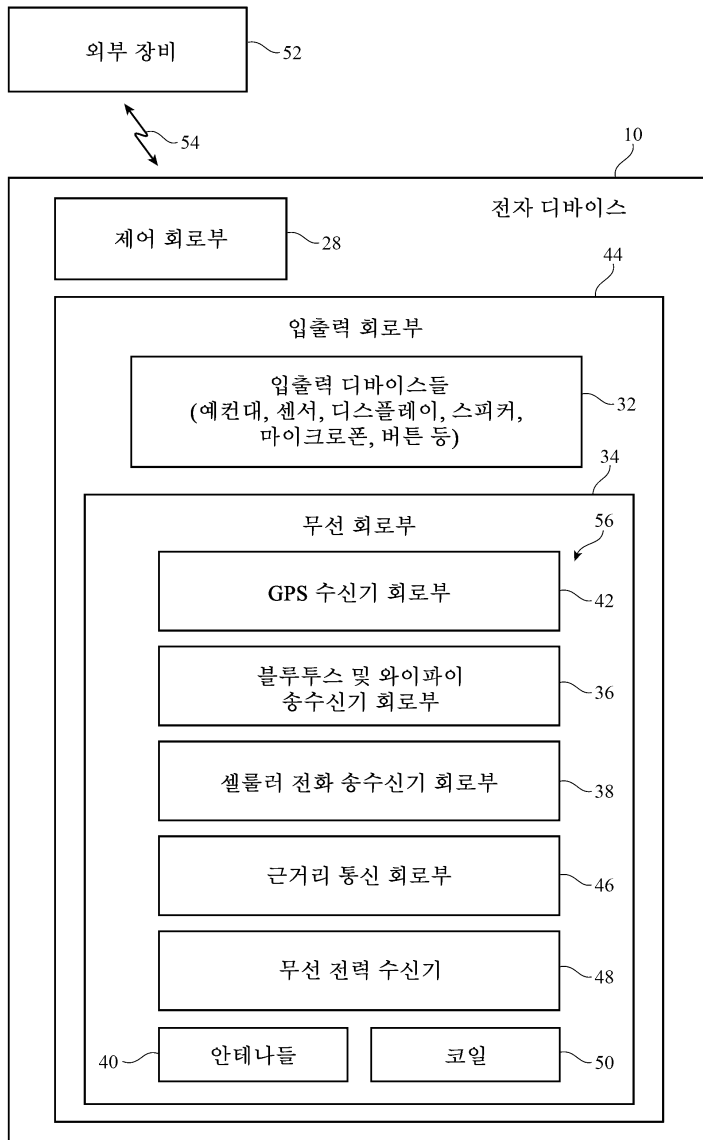 외부 장비
52
54
10
전자 디바이스
제어 회로부
28
44
입출력 회로부
입출력 디바이스들
(예컨대, 센서, 디스플레이, 스피커,
마이크로폰, 버튼 등)
32
34
무선 회로부
56
GPS 수신기 회로부
42
블루투스 및 와이파이
송수신기 회로부
36
셀룰러 전화 송수신기 회로부
38
근거리 통신 회로부
46
무선 전력 수신기
48
40
안테나들
코일
50